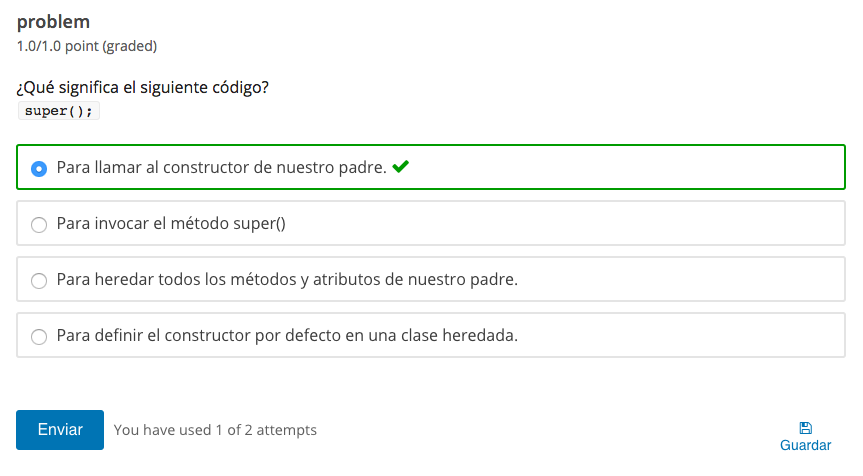 problem
1.0/1.0 point (graded)
¿Qué significa el siguiente código?
super();
Para llamar al constructor de nuestro padre.
Para invocar el método super()
Para heredar todos los métodos y atributos de nuestro padre.
Para definir el constructor por defecto en una clase heredada.
Enviar You have used 1 of 2 attempts
Guardar